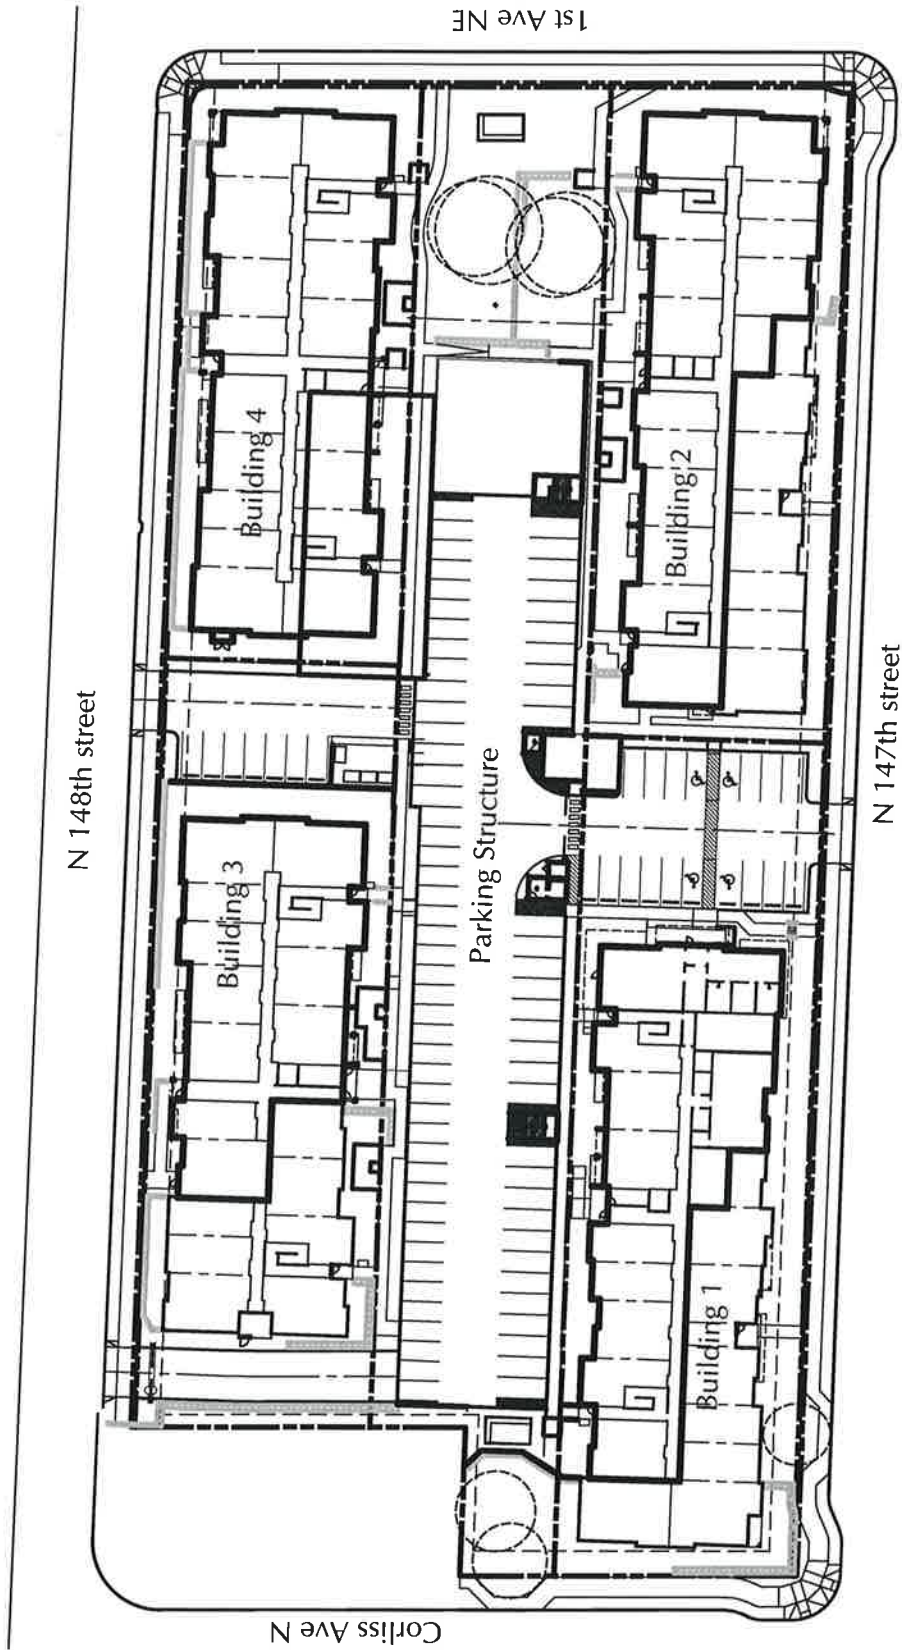 1st Ave NE
N 148th street
Building 4
Building 2
Parking Structure
N 147th street
Building 3
Building 1
Corliss Ave N